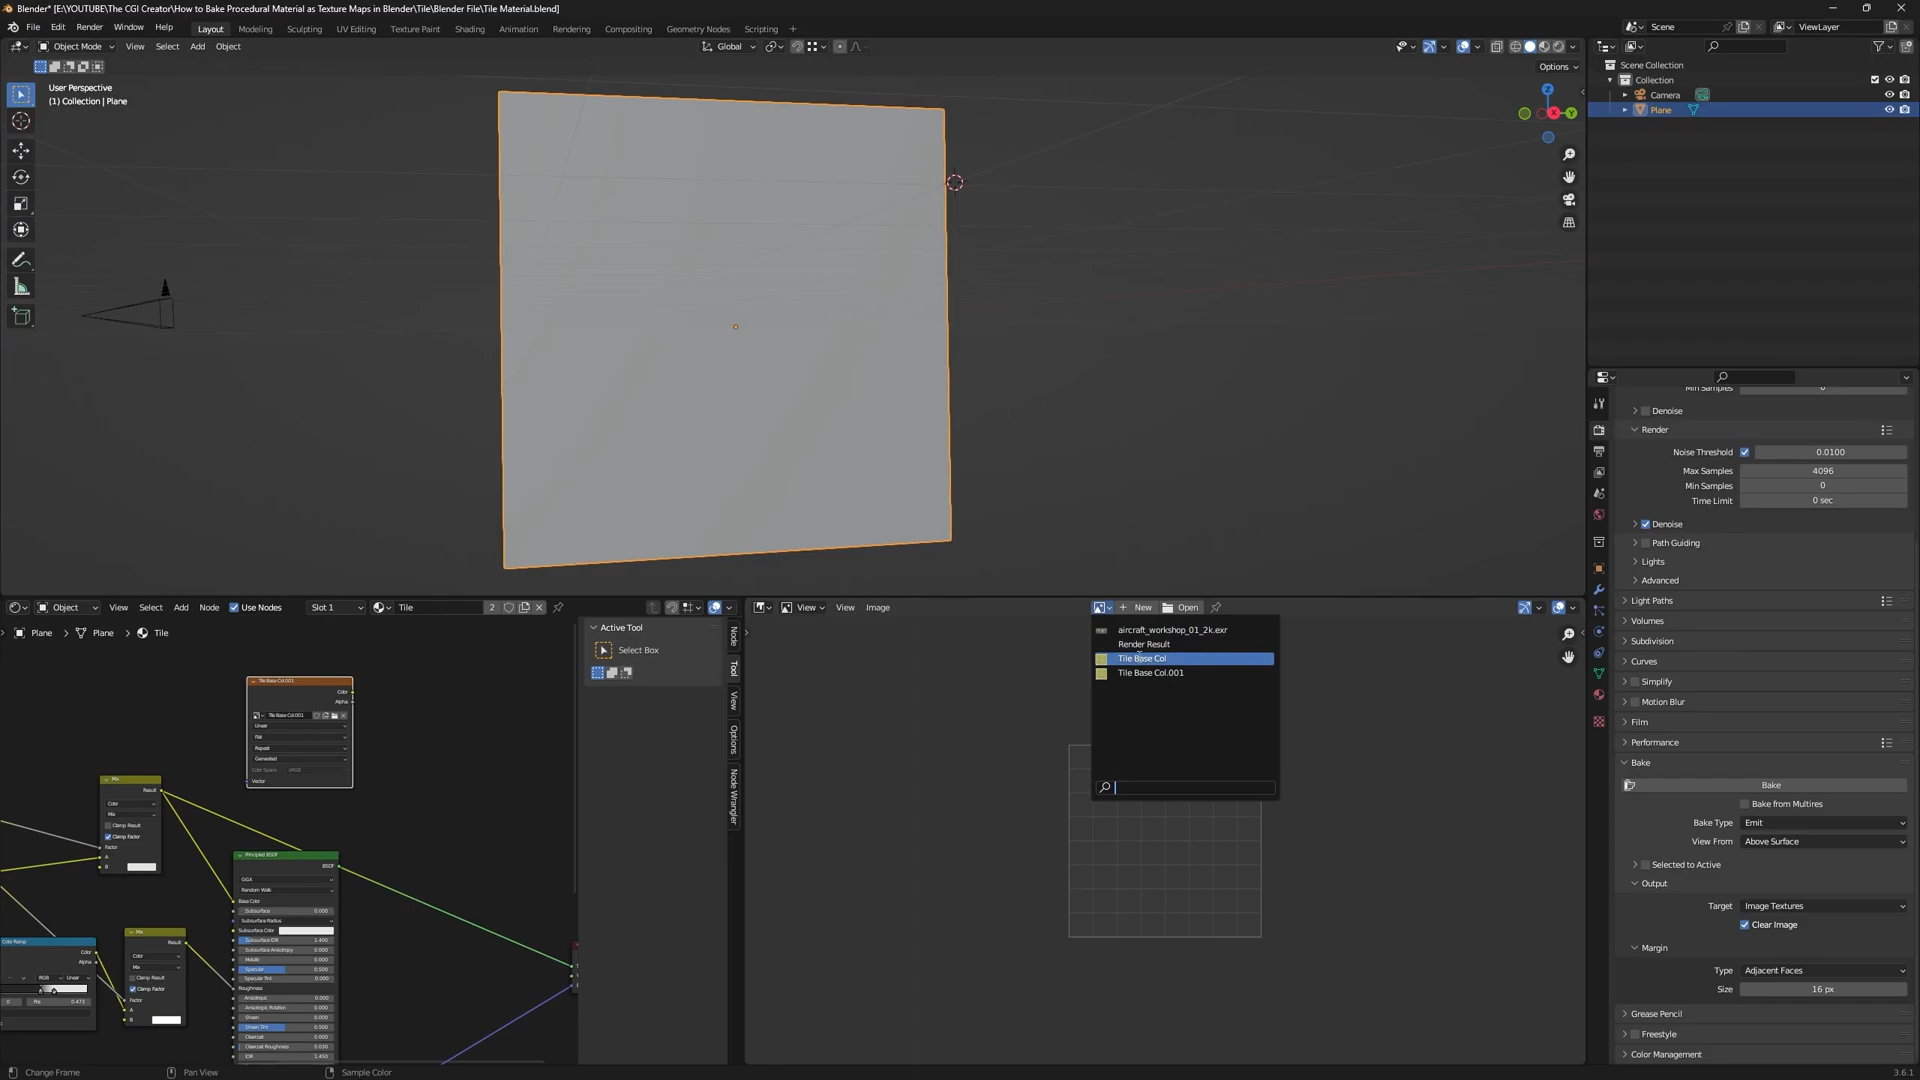 Blender* [E:\YOUTUBE\The CGI Creator\How to Bake Procedural Material as Texture Maps in Blender\Tile\Blender File\Tile Material.blend]
File Edit Render Window Help Layout Modeling Sculpting UV Editing Texture Paint Shading Animation Rendering Compositing Geometry Nodes Scripting + Scene ViewLayer
Object Mode View Select Add Object Global
Options
User Perspective
(1) Collection | Plane
Scene Collection
Collection
Camera
Plane
X
Y
Z
Min Samples 0
Denoise
Render
Noise Threshold 0.0100
Max Samples 4096
Min Samples 0
Time Limit 0 sec
Denoise
Path Guiding
Lights
Advanced
Light Paths
Volumes
Subdivision
Curves
Simplify
Motion Blur
Film
Performance
Bake
Bake
Bake from Multires
Bake Type Emit
View From Above Surface
Selected to Active
Output
Target Image Textures
Clear Image
Margin
Type Adjacent Faces
Size 16 px
Grease Pencil
Freestyle
Color Management
Object View Select Add Node Use Nodes Slot 1 Tile 2
Plane > Plane > Tile
Active Tool
Select Box
Node
Tool
View
Options
Node Wrangler
Tile Base Col.001
Color
Alpha
Tile Base Col.001
Linear
Flat
Repeat
Generated
Color Space sRGB
Vector
Mix
Result
Color
Mix
Clamp Result
Clamp Factor
Factor
A
B
Principled BSDF
BSDF
GGX
Random Walk
Base Color
Subsurface 0.000
Subsurface Radius
Subsurface Color
Subsurface IOR 1.400
Subsurface Anisotropy 0.000
Metallic 0.000
Specular 0.500
Specular Tint 0.000
Roughness
Anisotropic 0.000
Anisotropic Rotation 0.000
Sheen 0.000
Sheen Tint 0.500
Clearcoat 0.000
Clearcoat Roughness 0.030
IOR 1.450
Mix
Result
Color
Mix
Clamp Result
Clamp Factor
Factor
A
B
Color Ramp
Color
Alpha
RGB Linear
0 Pos 0.473
View View Image New Open
aircraft_workshop_01_2k.exr
Render Result
Tile Base Col
Tile Base Col.001
Change Frame Pan View Sample Color 3.6.1